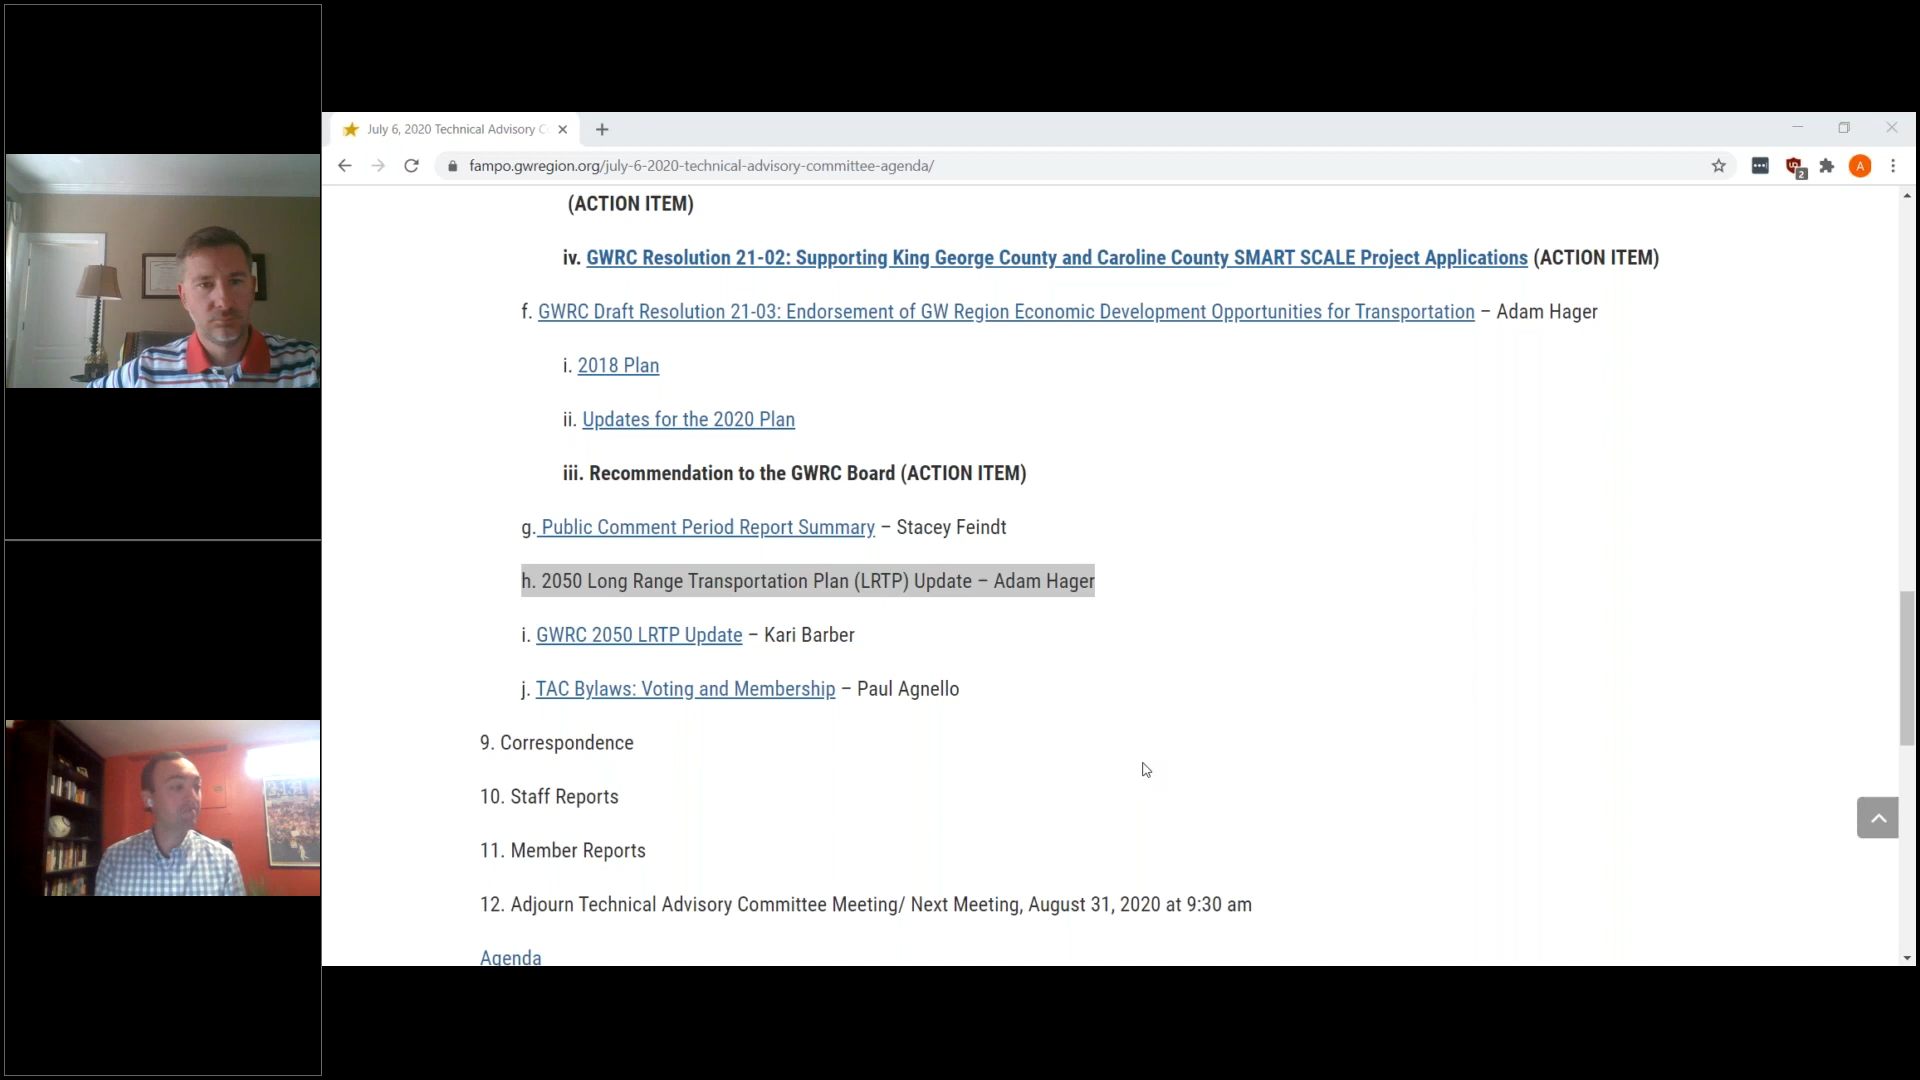 July 6, 2020 Technical Advisory C
fampo.gwregion.org/july-6-2020-technical-advisory-committee-agenda/
2
A
(ACTION ITEM)
iv. GWRC Resolution 21-02: Supporting King George County and Caroline County SMART SCALE Project Applications (ACTION ITEM)
f. GWRC Draft Resolution 21-03: Endorsement of GW Region Economic Development Opportunities for Transportation – Adam Hager
i. 2018 Plan
ii. Updates for the 2020 Plan
iii. Recommendation to the GWRC Board (ACTION ITEM)
g. Public Comment Period Report Summary – Stacey Feindt
h. 2050 Long Range Transportation Plan (LRTP) Update – Adam Hager
i. GWRC 2050 LRTP Update – Kari Barber
j. TAC Bylaws: Voting and Membership – Paul Agnello
9. Correspondence
10. Staff Reports
11. Member Reports
12. Adjourn Technical Advisory Committee Meeting/ Next Meeting, August 31, 2020 at 9:30 am
Agenda